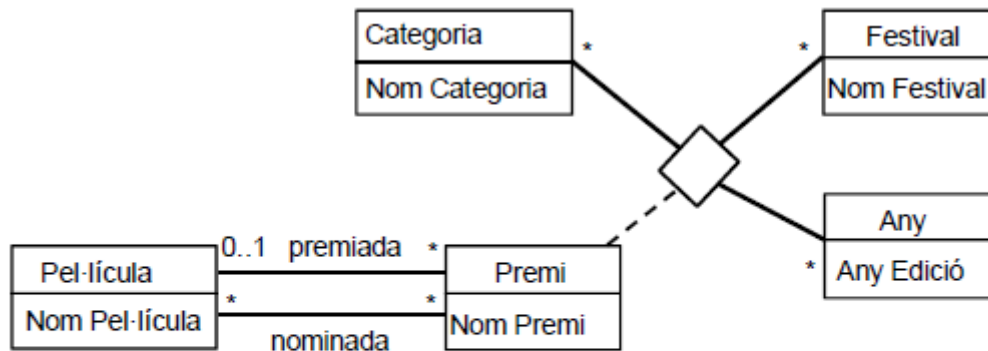 Categoria
*
*
Festival
Nom Categoria
Nom Festival
Any
*
Any Edició
0..1 premiada *
Pel·lícula
Premi
*
*
Nom Pel·lícula
Nom Premi
nominada